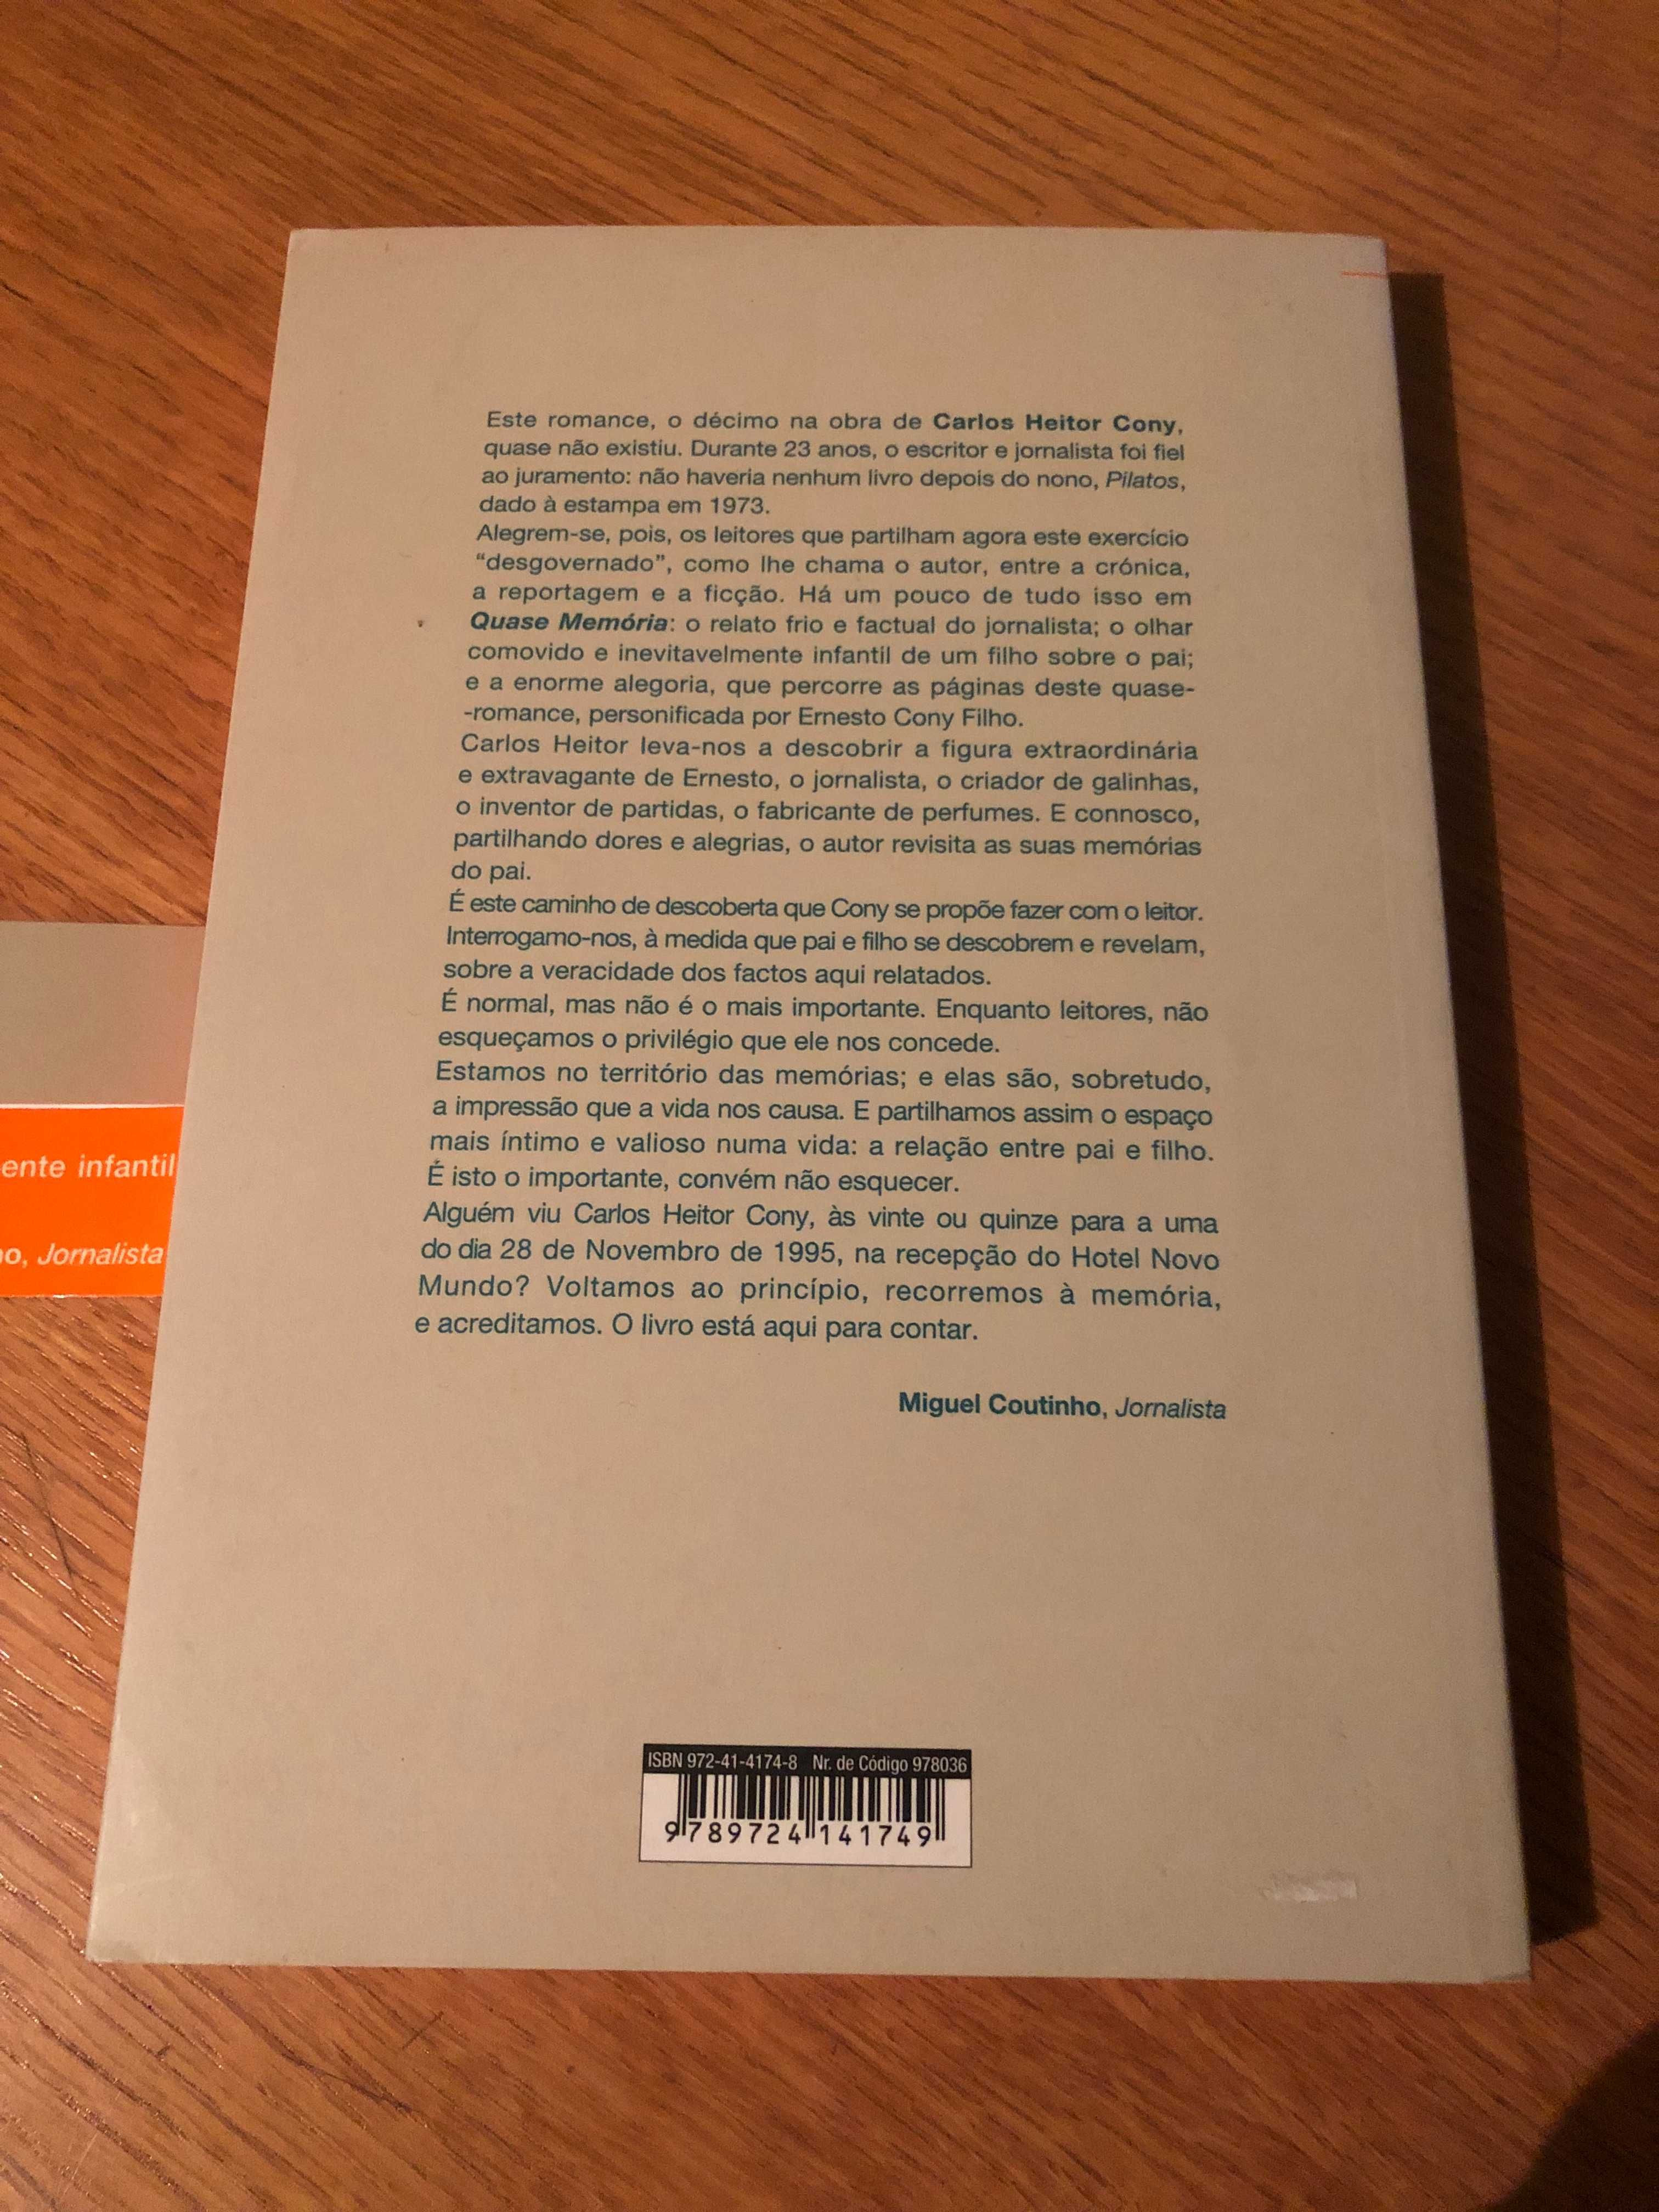 Este romance, o décimo na obra de Carlos Heitor Cony,
quase não existiu. Durante 23 anos, o escritor e jornalista foi fiel
ao juramento: não haveria nenhum livro depois do nono, Pilatos,
dado à estampa em 1973.
Alegrem-se, pois, os leitores que partilham agora este exercício
“desgovernado”, como lhe chama o autor, entre a crónica,
a reportagem e a ficção. Há um pouco de tudo isso em
Quase Memória: o relato frio e factual do jornalista; o olhar
comovido e inevitavelmente infantil de um filho sobre o pai;
e a enorme alegoria, que percorre as páginas deste quase-
-romance, personificada por Ernesto Cony Filho.
Carlos Heitor leva-nos a descobrir a figura extraordinária
e extravagante de Ernesto, o jornalista, o criador de galinhas,
o inventor de partidas, o fabricante de perfumes. E connosco,
partilhando dores e alegrias, o autor revisita as suas memórias
do pai.
É este caminho de descoberta que Cony se propõe fazer com o leitor.
Interrogamo-nos, à medida que pai e filho se descobrem e revelam,
sobre a veracidade dos factos aqui relatados.
É normal, mas não é o mais importante. Enquanto leitores, não
esqueçamos o privilégio que ele nos concede.
Estamos no território das memórias; e elas são, sobretudo,
a impressão que a vida nos causa. E partilhamos assim o espaço
mais íntimo e valioso numa vida: a relação entre pai e filho.
É isto o importante, convém não esquecer.
Alguém viu Carlos Heitor Cony, às vinte ou quinze para a uma
do dia 28 de Novembro de 1995, na recepção do Hotel Novo
Mundo? Voltamos ao princípio, recorremos à memória,
e acreditamos. O livro está aqui para contar.
Miguel Coutinho, Jornalista
ente infantil
o, Jornalista
ISBN 972-41-4174-8 Nr. de Código 978036
9 789724 141749